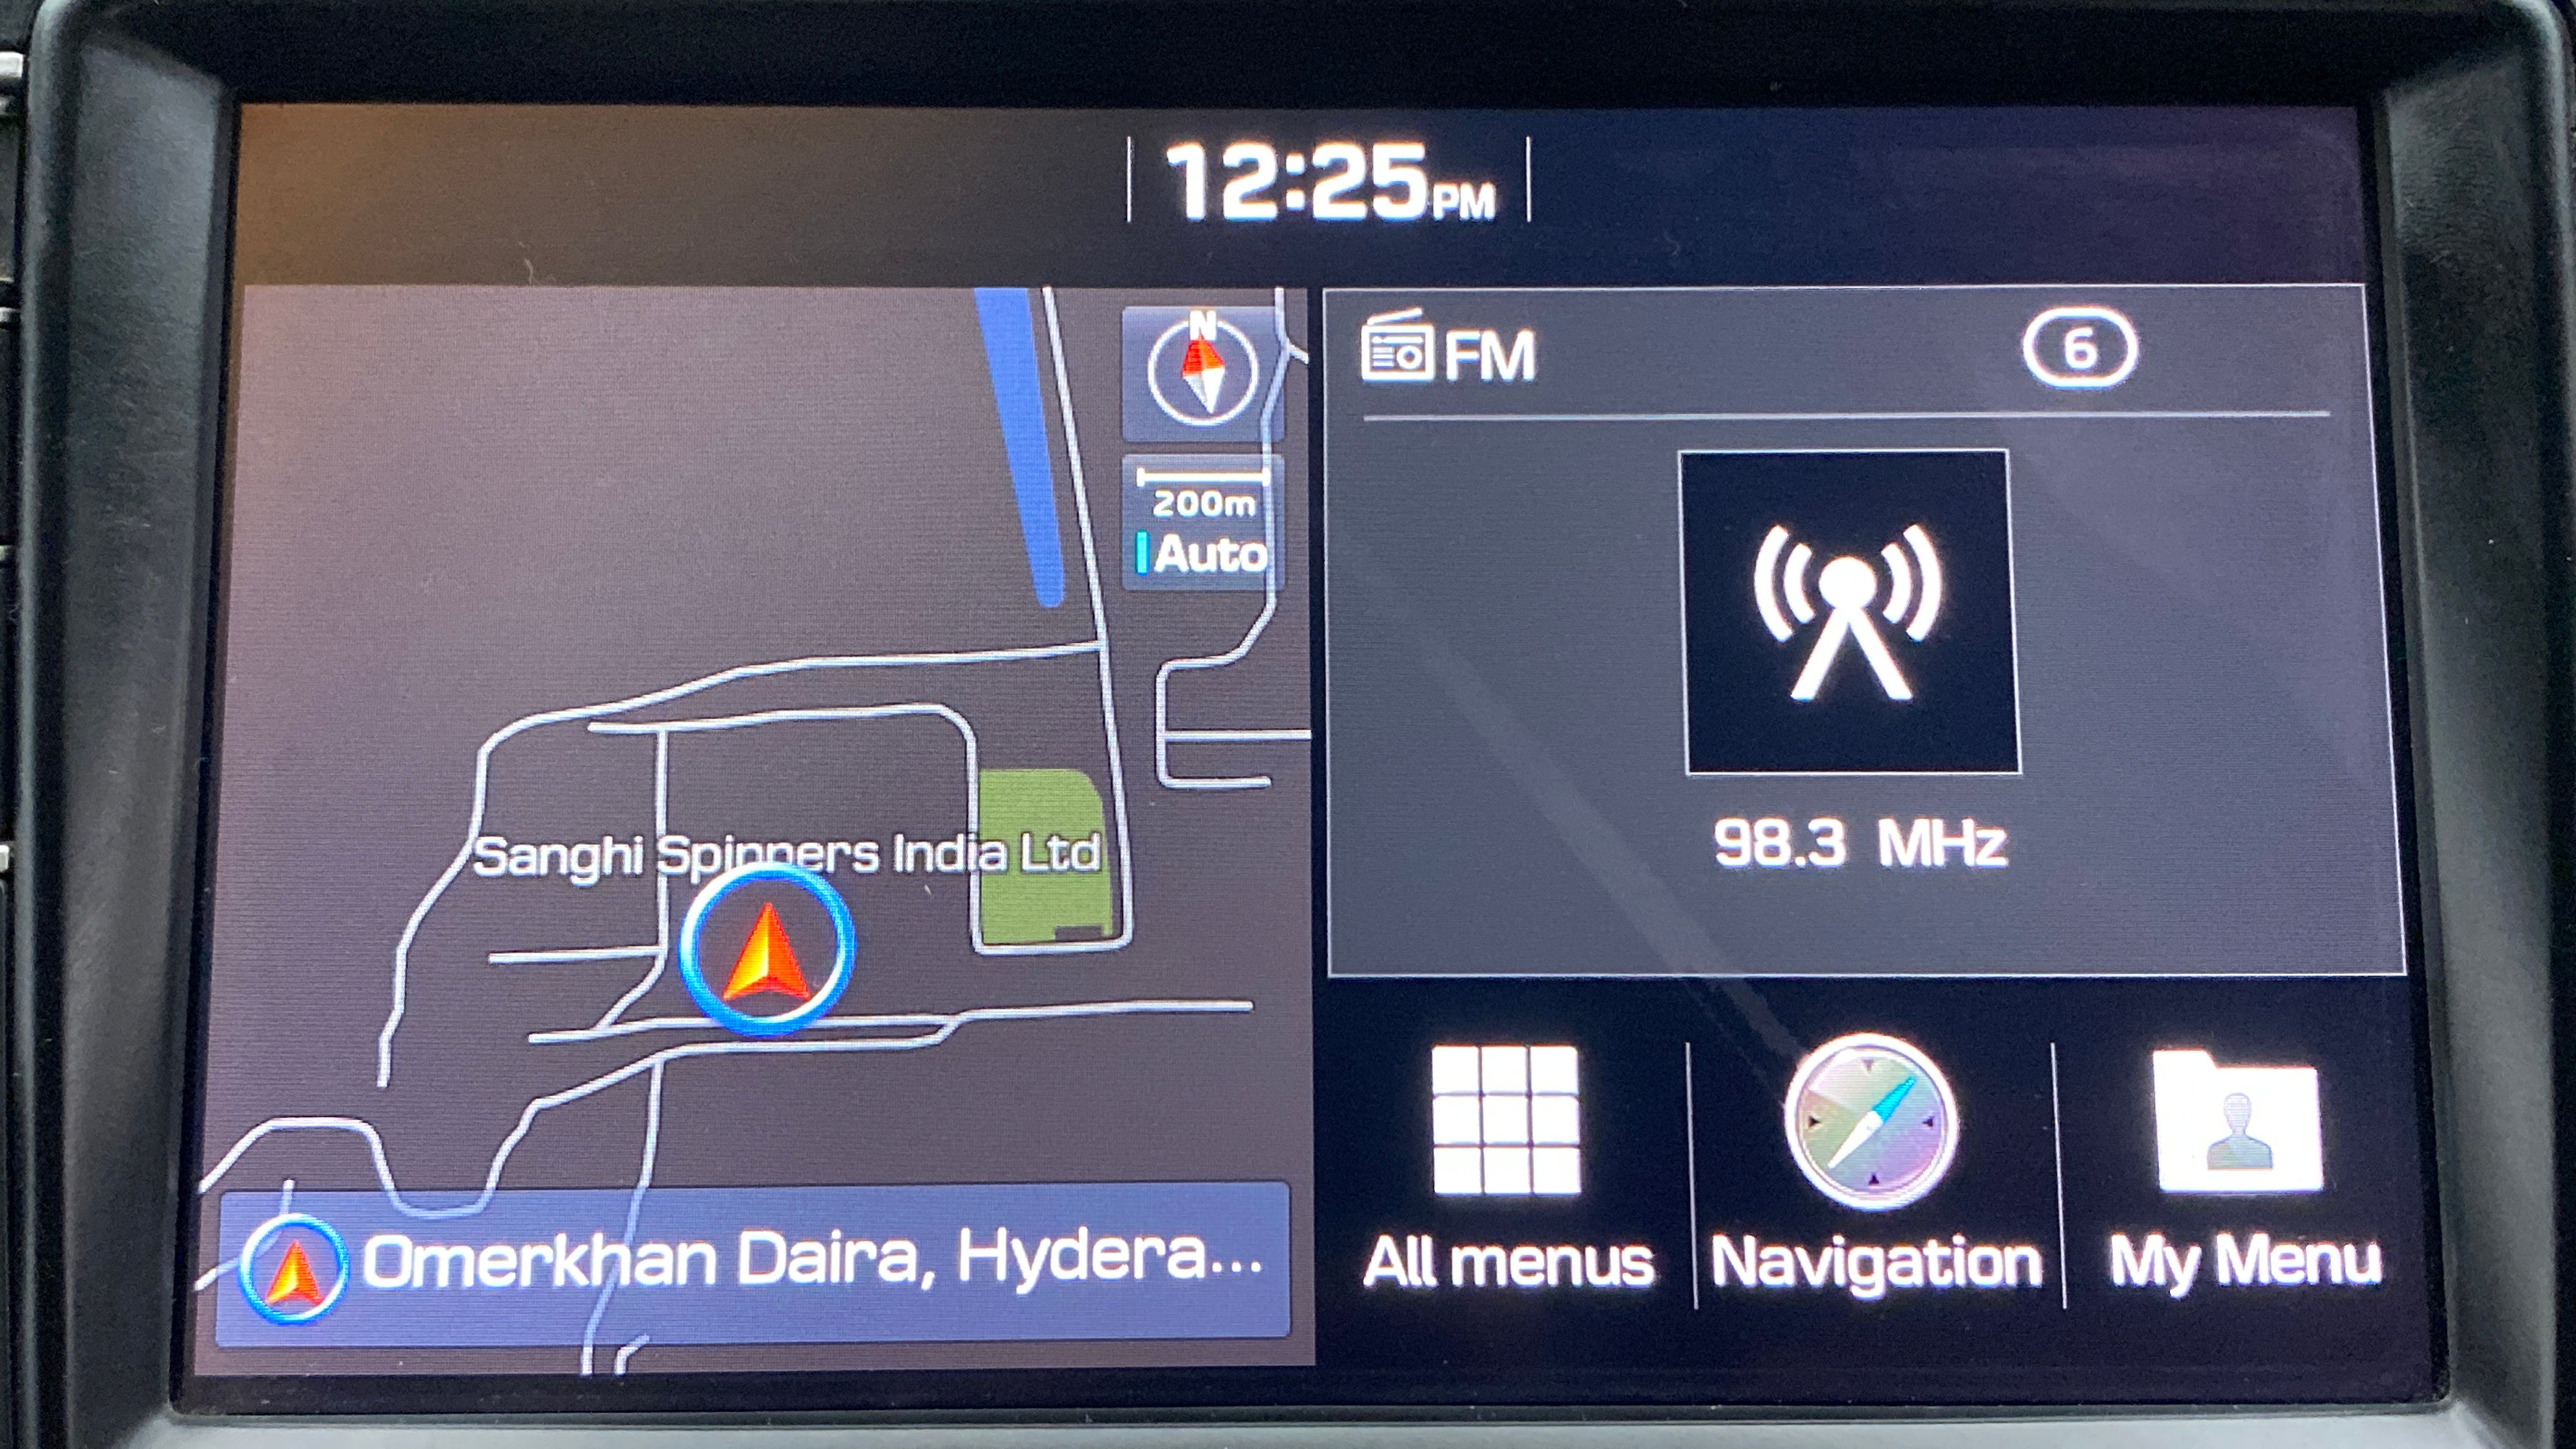 12:25PM
N
200m
Auto
Sanghi Spinners India Ltd
Omerkhan Daira, Hydera...
FM
6
98.3 MHz
All menus
Navigation
My Menu